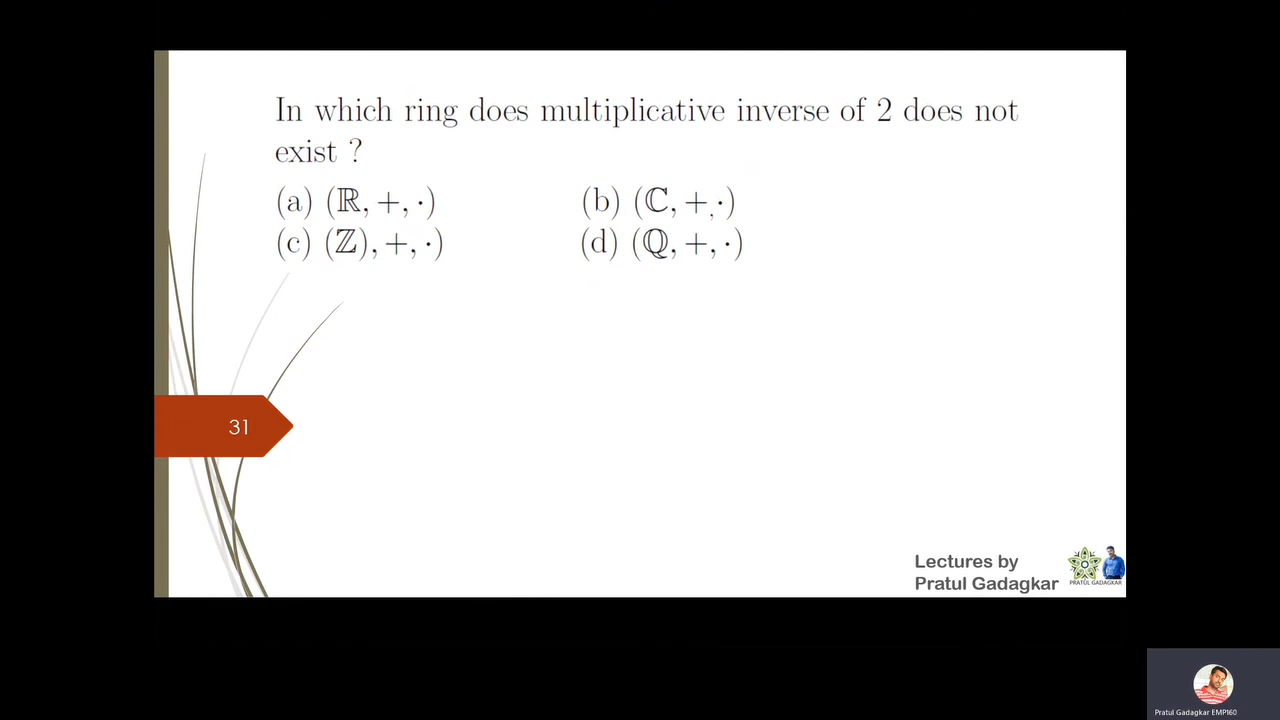 In which ring does multiplicative inverse of 2 does not
exist ?
(a) (ℝ, +, ·) (b) (ℂ, +, ·)
(c) (ℤ), +, ·) (d) (ℚ, +, ·)
31
Lectures by
Pratul Gadagkar
PRATUL GADAGKAR
Pratul Gadagkar EMP160